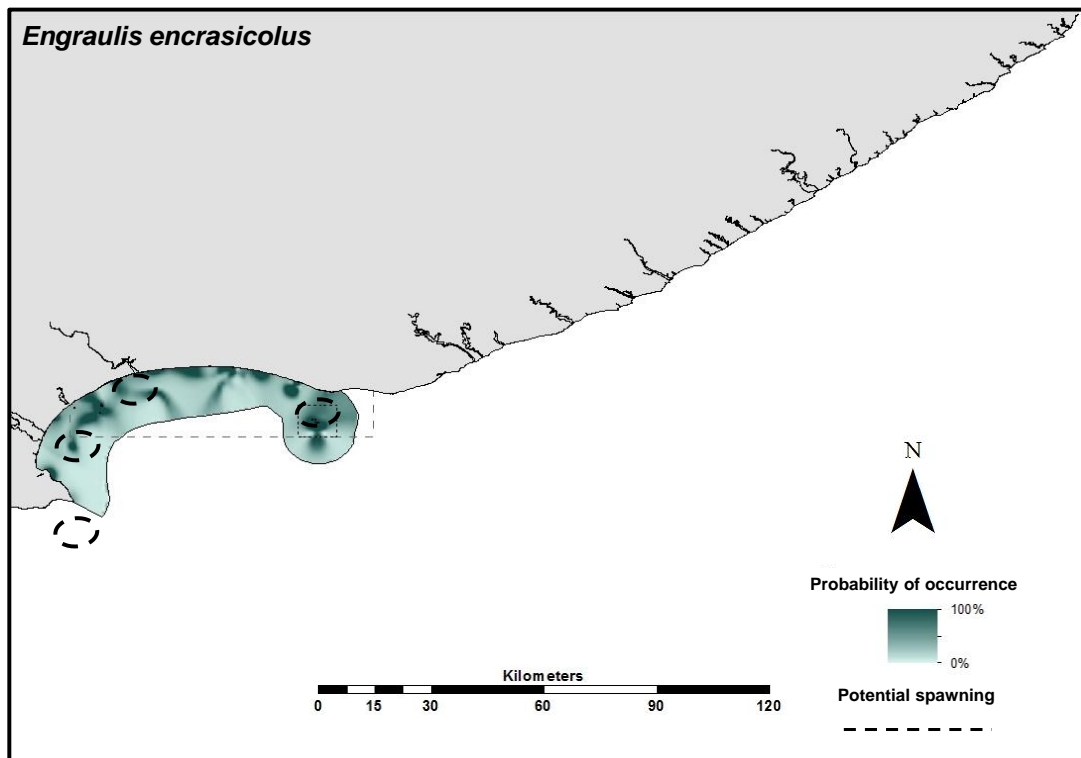 Engraulis encrasicolus
N
Probability of occurrence
100%
0%
Kilometers
0 15 30 60 90 120
Potential spawning